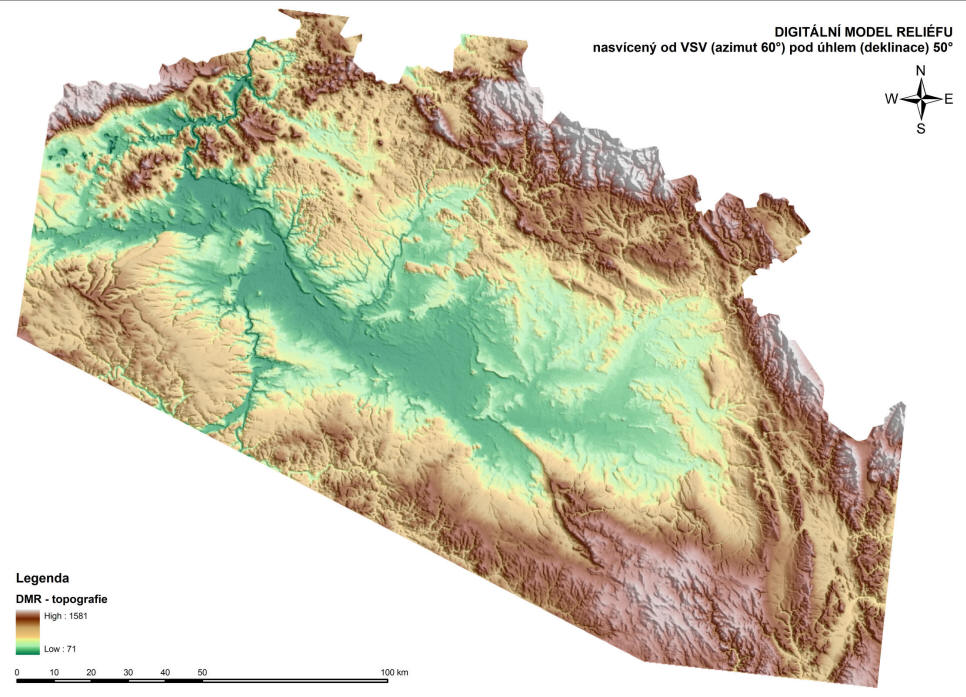 DIGITÁLNÍ MODEL RELIÉFU
nasvícený od VSV (azimut 60°) pod úhlem (deklinace) 50°
N
W E
S
Legenda
DMR - topografie
High : 1581
Low : 71
0 10 20 30 40 50 100 km